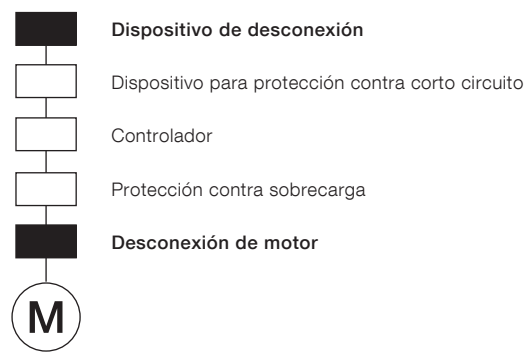 Dispositivo de desconexión
Dispositivo para protección contra corto circuito
Controlador
Protección contra sobrecarga
Desconexión de motor
M